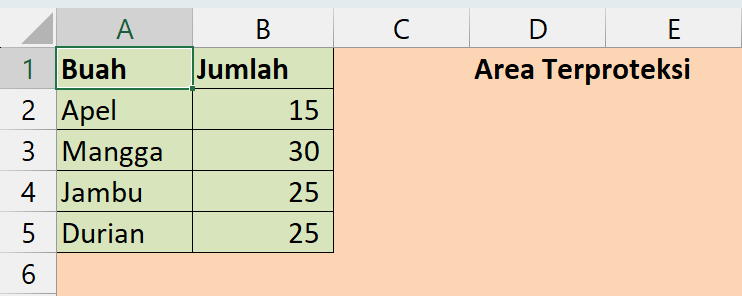 A B C D E
1 Buah Jumlah Area Terproteksi
2 Apel 15
3 Mangga 30
4 Jambu 25
5 Durian 25
6